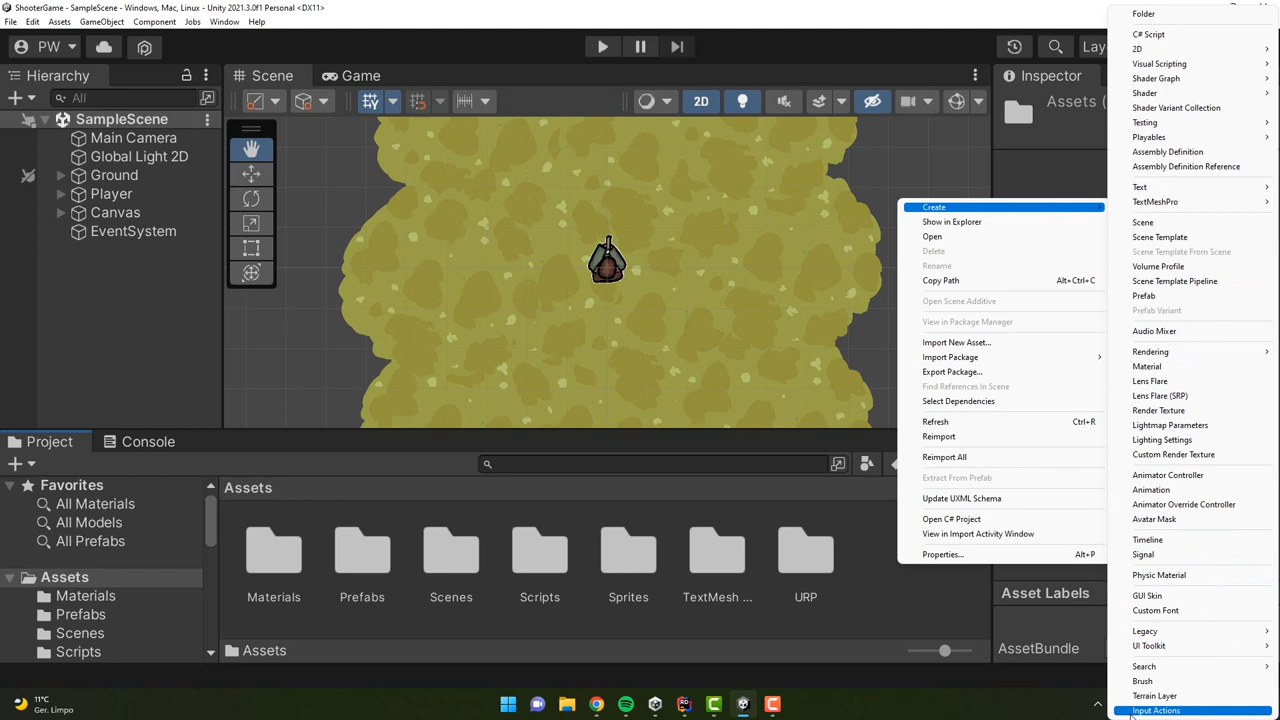 ShooterGame - SampleScene - Windows, Mac, Linux - Unity 2021.3.0f1 Personal <DX11>
File Edit Assets GameObject Component Jobs Window Help
PW
Lay
Hierarchy
All
SampleScene
Main Camera
Global Light 2D
Ground
Player
Canvas
EventSystem
Scene
Game
2D
Inspector
Assets (
Create
Show in Explorer
Open
Delete
Rename
Copy Path Alt+Ctrl+C
Open Scene Additive
View in Package Manager
Import New Asset...
Import Package
Export Package...
Find References In Scene
Select Dependencies
Refresh Ctrl+R
Reimport
Reimport All
Extract From Prefab
Update UXML Schema
Open C# Project
View in Import Activity Window
Properties... Alt+P
Folder
C# Script
2D
Visual Scripting
Shader Graph
Shader
Shader Variant Collection
Testing
Playables
Assembly Definition
Assembly Definition Reference
Text
TextMeshPro
Scene
Scene Template
Scene Template From Scene
Volume Profile
Scene Template Pipeline
Prefab
Prefab Variant
Audio Mixer
Rendering
Material
Lens Flare
Lens Flare (SRP)
Render Texture
Lightmap Parameters
Lighting Settings
Custom Render Texture
Animator Controller
Animation
Animator Override Controller
Avatar Mask
Timeline
Signal
Physic Material
GUI Skin
Custom Font
Legacy
UI Toolkit
Search
Brush
Terrain Layer
Input Actions
Project
Console
Favorites
All Materials
All Models
All Prefabs
Assets
Materials
Prefabs
Scenes
Scripts
Assets
Materials
Prefabs
Scenes
Scripts
Sprites
TextMesh ...
URP
Assets
Asset Labels
AssetBundle
11°C
Ger. Limpo